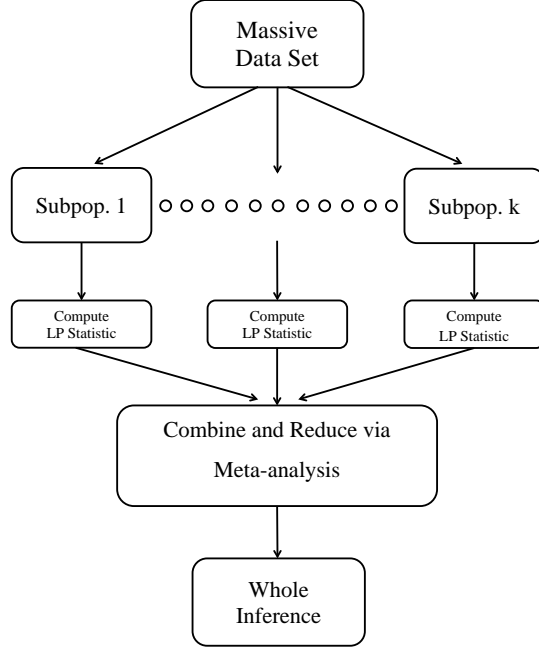 Massive
Data Set
Subpop. 1
Subpop. k
Compute
LP Statistic
Compute
LP Statistic
Compute
LP Statistic
Combine and Reduce via
Meta-analysis
Whole
Inference